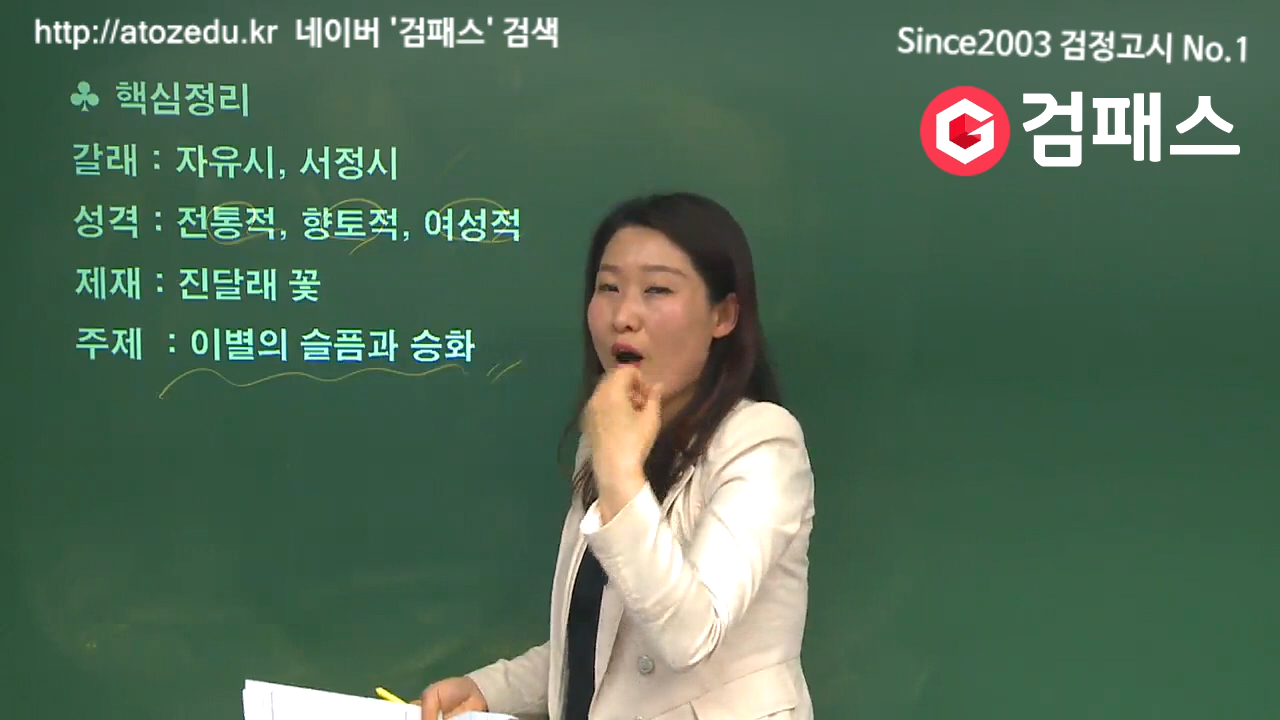 http://atozedu.kr 네이버 '검패스' 검색
Since2003 검정고시 No.1
검패스
♣ 핵심정리
갈래 : 자유시, 서정시
성격 : 전통적, 향토적, 여성적
제재 : 진달래 꽃
주제 : 이별의 슬픔과 승화